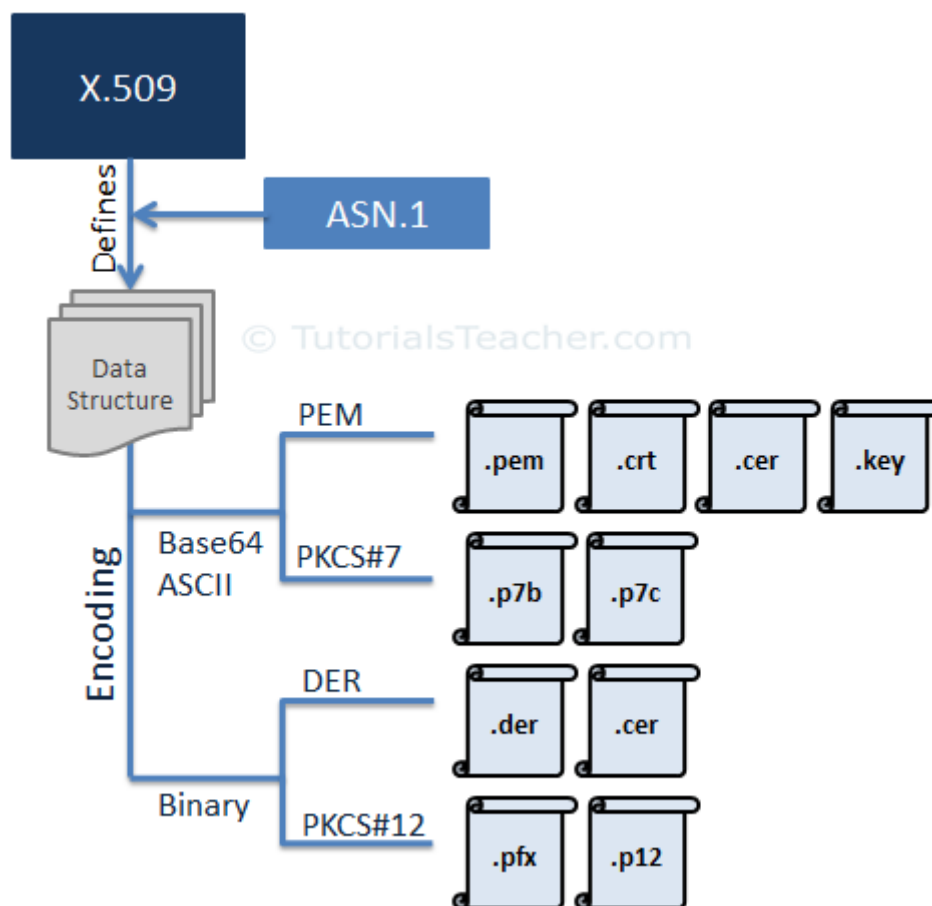 X.509
Defines
ASN.1
© TutorialsTeacher.com
Data
Structure
Encoding
Base64
ASCII
PEM
.pem
.crt
.cer
.key
PKCS#7
.p7b
.p7c
Binary
DER
.der
.cer
PKCS#12
.pfx
.p12